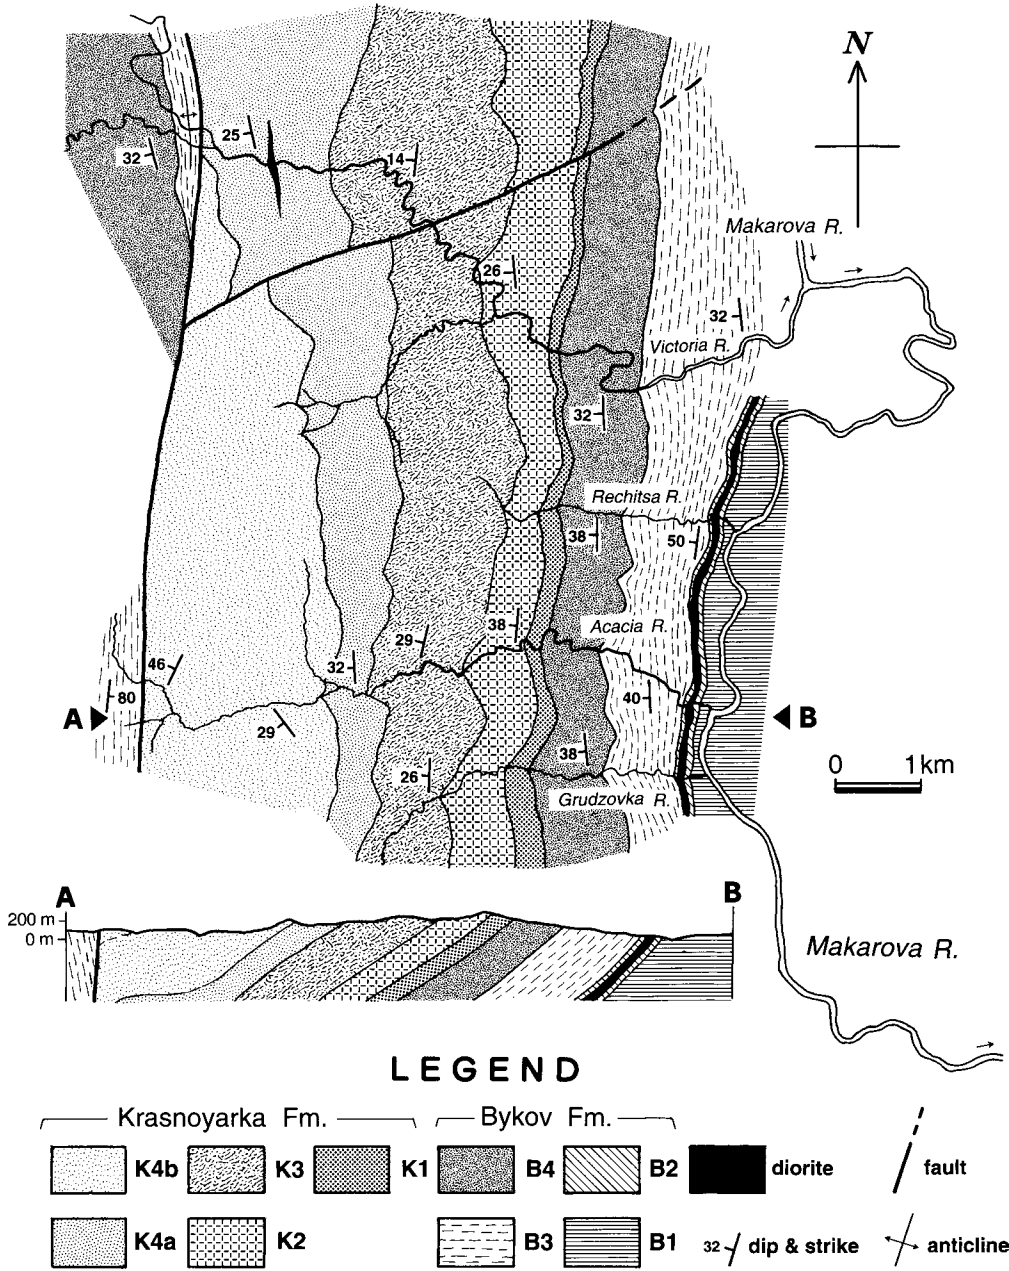 N
25
32
14
Makarova R.
26
32
Victoria R.
32
Rechitsa R.
38
50
38
Acacia R.
29
46
32
80
40
A
B
29
38
0 1km
26
Grudzovka R.
A
B
200 m
0 m
Makarova R.
LEGEND
Krasnoyarka Fm. Bykov Fm.
K4b K3 K1 B4 B2 diorite fault
K4a K2 B3 B1 32 dip & strike anticline